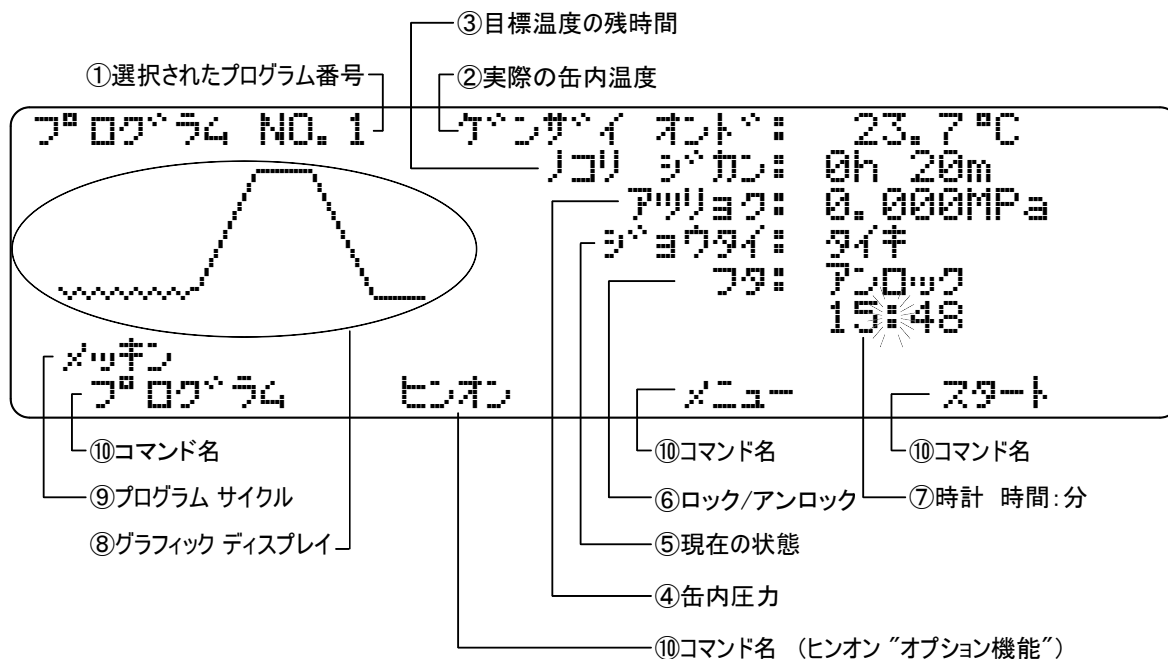 ③目標温度の残時間
①選択されたプログラム番号
②実際の缶内温度
プログラム NO.1
ゲンザイ オンド: 23.7℃
ノコリ ジカン: 0h 20m
アツリョク: 0.000MPa
ジョウタイ: タイキ
フタ: アンロック
15:48
メッキン
プログラム ヒンオン メニュー スタート
⑩コマンド名
⑩コマンド名
⑩コマンド名
⑨プログラム サイクル
⑥ロック/アンロック
⑦時計 時間:分
⑧グラフィック ディスプレイ
⑤現在の状態
④缶内圧力
⑩コマンド名 (ヒンオン ”オプション機能”)